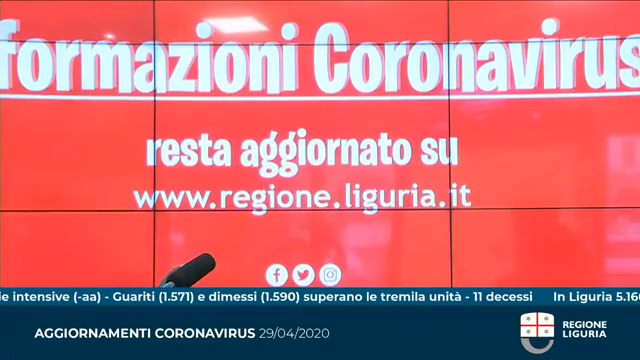 formazioni Coronavirus
resta aggiornato su
www.regione.liguria.it
ie intensive (-aa) - Guariti (1.571) e dimessi (1.590) superano le tremila unità - 11 decessi In Liguria 5.16
AGGIORNAMENTI CORONAVIRUS 29/04/2020
REGIONE
LIGURIA